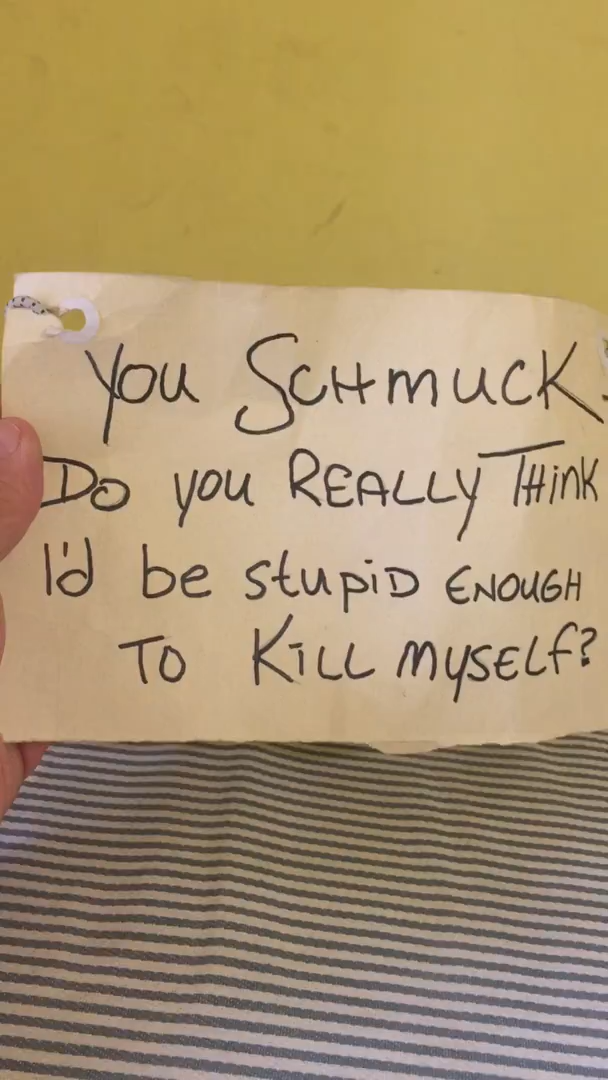 You SCHMUCK.
Do you REALLY THiNK
I'd be stupiD ENOUGH
TO KiLL MYSELf?